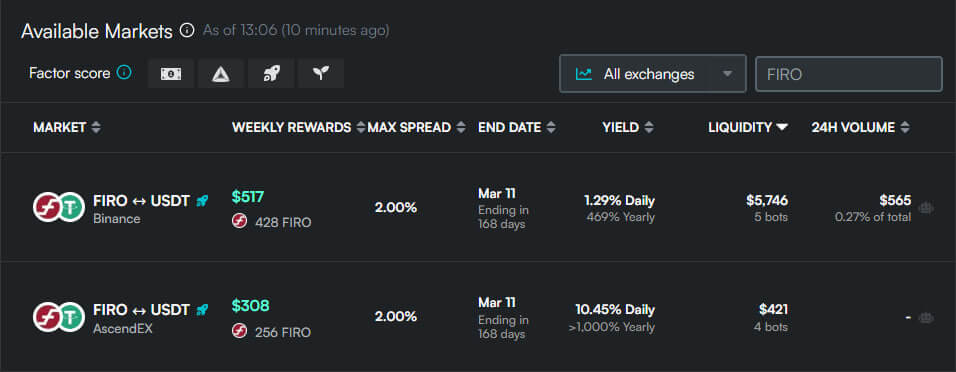 Available Markets As of 13:06 (10 minutes ago)
Factor score All exchanges FIRO
MARKET WEEKLY REWARDS MAX SPREAD END DATE YIELD LIQUIDITY 24H VOLUME
FIRO ↔ USDT
Binance
$517
428 FIRO
2.00%
Mar 11
Ending in
168 days
1.29% Daily
469% Yearly
$5,746
5 bots
$565
0.27% of total
FIRO ↔ USDT
AscendEX
$308
256 FIRO
2.00%
Mar 11
Ending in
168 days
10.45% Daily
>1,000% Yearly
$421
4 bots
-